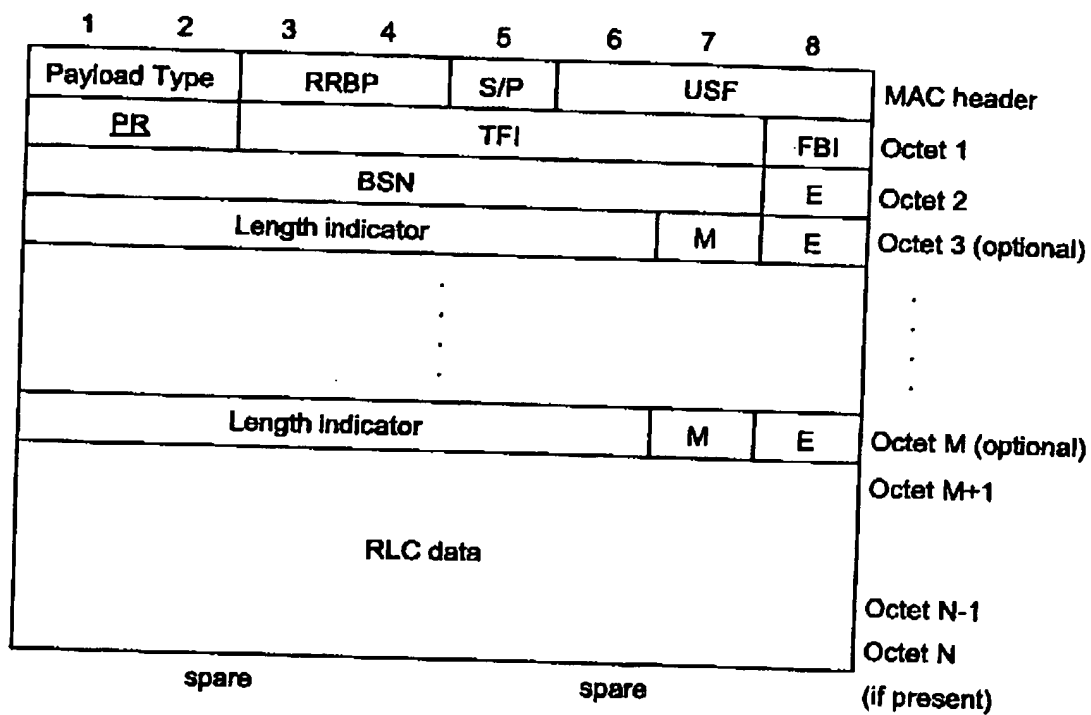 1 2 3 4 5 6 7 8
Payload Type RRBP S/P USF MAC header
PR TFI FBI Octet 1
BSN E Octet 2
Length indicator M E Octet 3 (optional)
Length indicator M E Octet M (optional)
Octet M+1
RLC data
Octet N-1
Octet N
spare spare (if present)